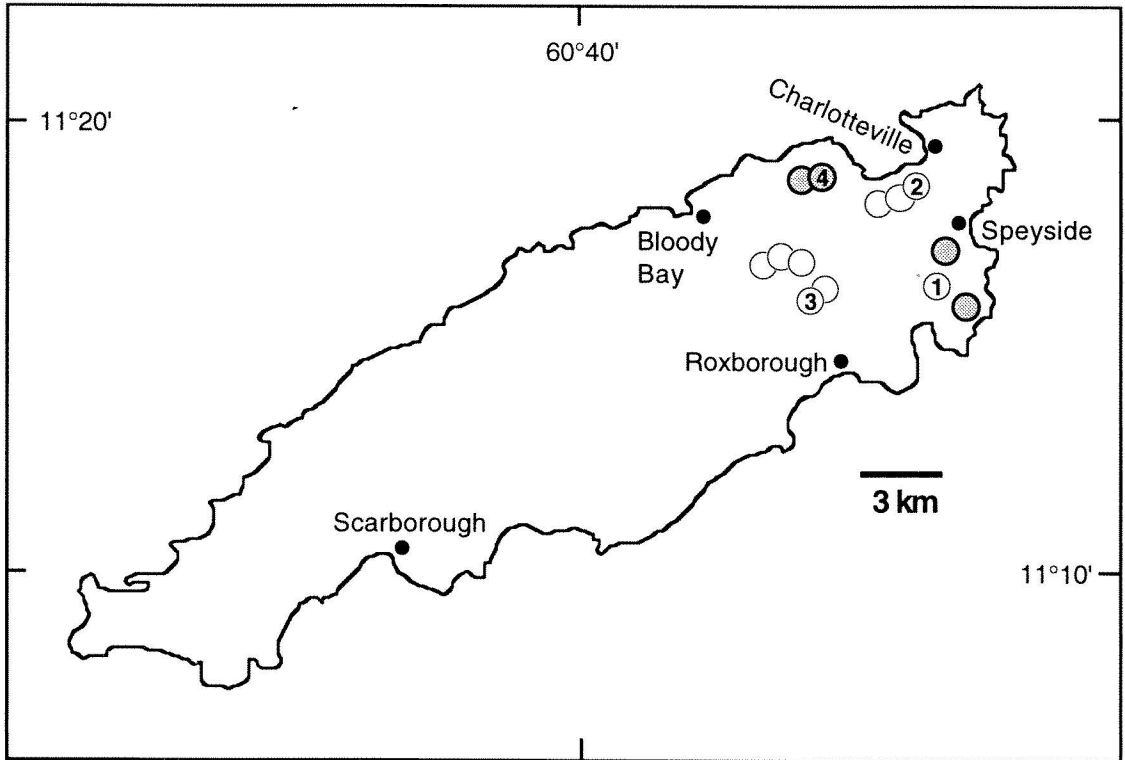 60°40'
11°20'
Charlotteville
4
2
Bloody
Bay
Speyside
1
3
Roxborough
3 km
Scarborough
11°10'